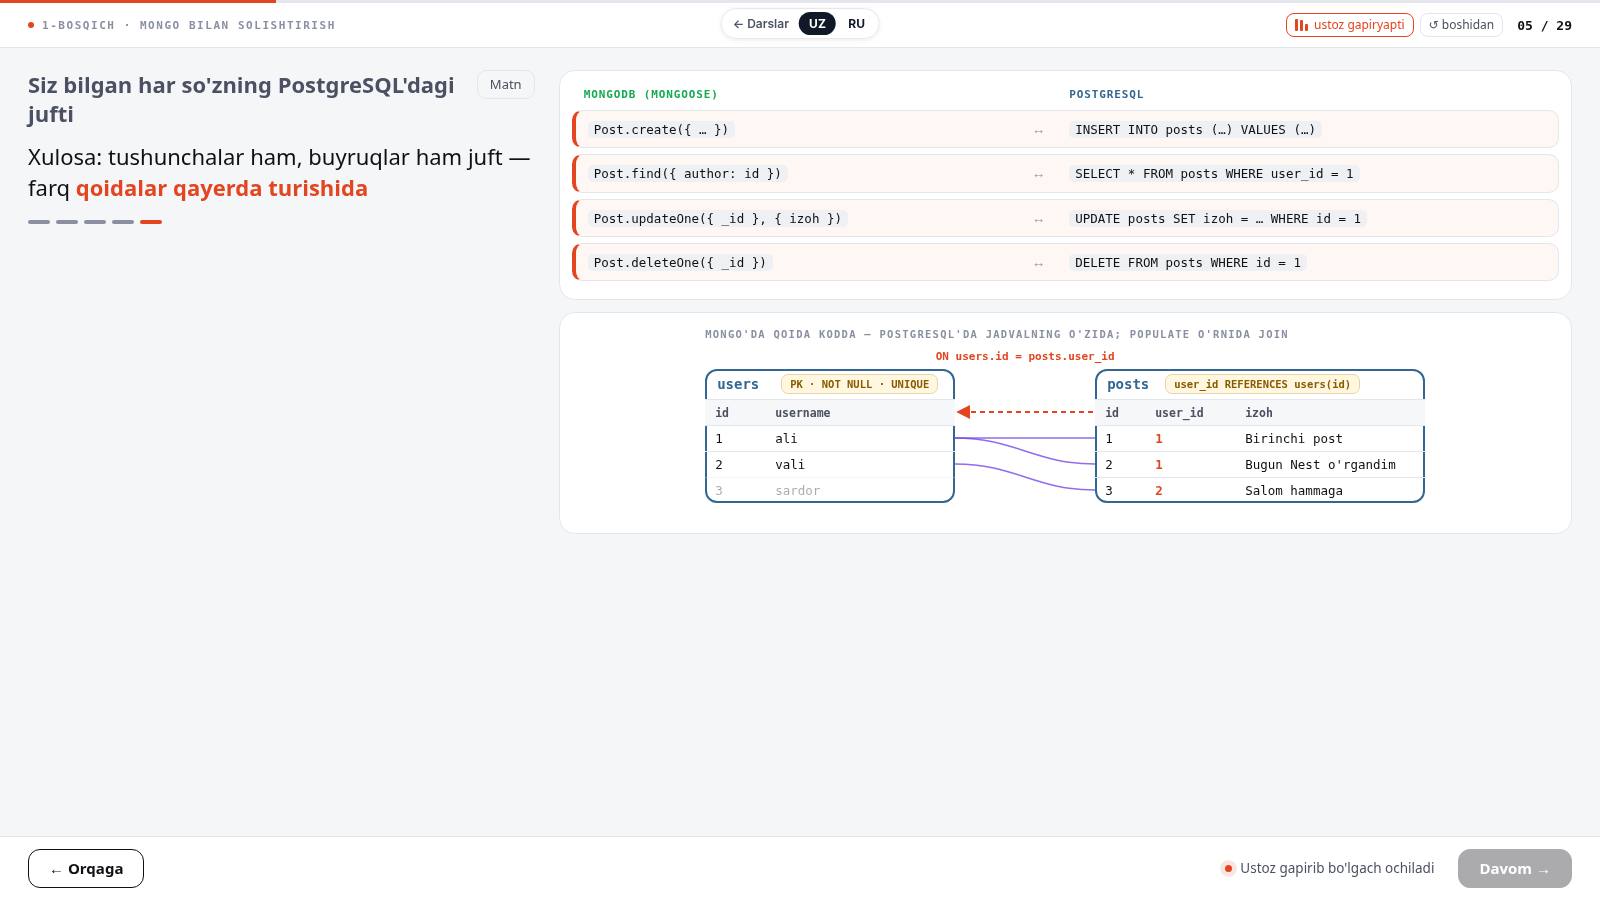 1-BOSQICH · MONGO BILAN SOLISHTIRISH
← Darslar UZ RU
ustoz gapiryapti
↺ boshidan
05 / 29
Siz bilgan har so'zning PostgreSQL'dagi jufti
Matn
Xulosa: tushunchalar ham, buyruqlar ham juft —
farq qoidalar qayerda turishida
MONGODB (MONGOOSE) POSTGRESQL
Post.create({ … }) ↔ INSERT INTO posts (…) VALUES (…)
Post.find({ author: id }) ↔ SELECT * FROM posts WHERE user_id = 1
Post.updateOne({ _id }, { izoh }) ↔ UPDATE posts SET izoh = … WHERE id = 1
Post.deleteOne({ _id }) ↔ DELETE FROM posts WHERE id = 1
MONGO'DA QOIDA KODDA — POSTGRESQL'DA JADVALNING O'ZIDA; POPULATE O'RNIDA JOIN
ON users.id = posts.user_id
users PK · NOT NULL · UNIQUE
id username
1 ali
2 vali
3 sardor
posts user_id REFERENCES users(id)
id user_id izoh
1 1 Birinchi post
2 1 Bugun Nest o'rgandim
3 2 Salom hammaga
← Orqaga
Ustoz gapirib bo'lgach ochiladi
Davom →